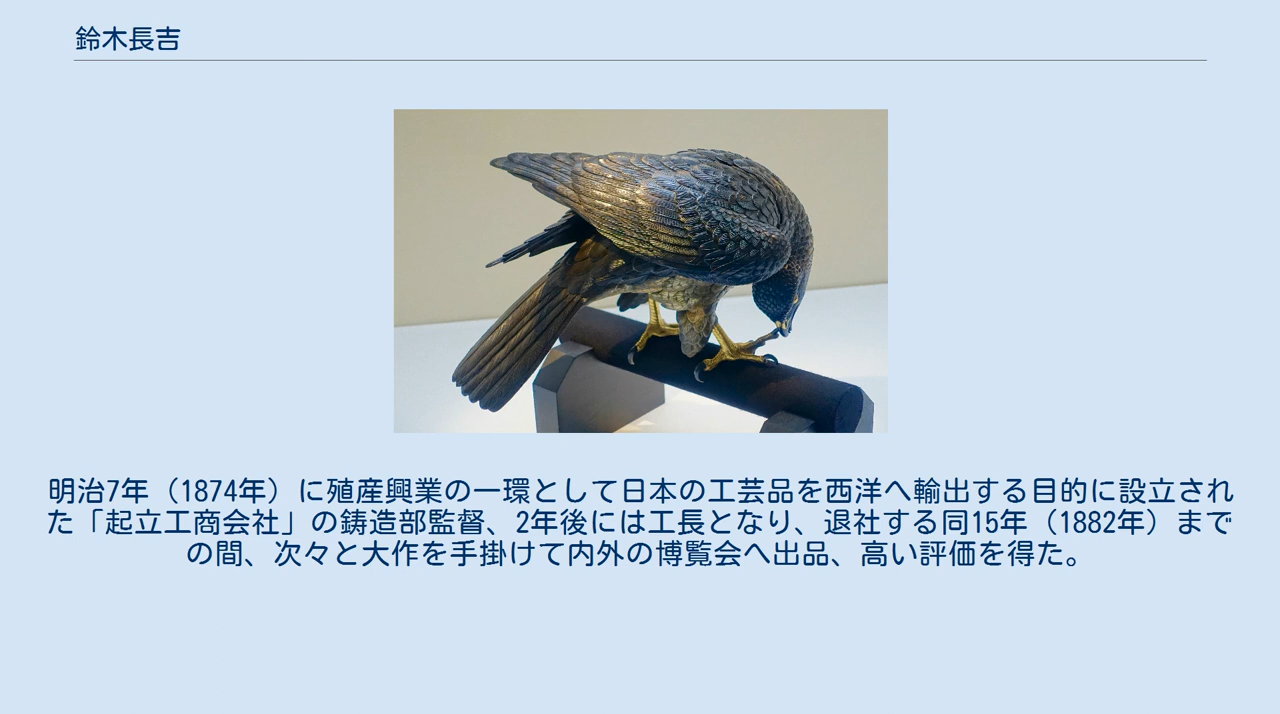 鈴木長吉
明治7年（1874年）に殖産興業の一環として日本の工芸品を西洋へ輸出する目的に設立され
た「起立工商会社」の鋳造部監督、2年後には工長となり、退社する同15年（1882年）まで
の間、次々と大作を手掛けて内外の博覧会へ出品、高い評価を得た。